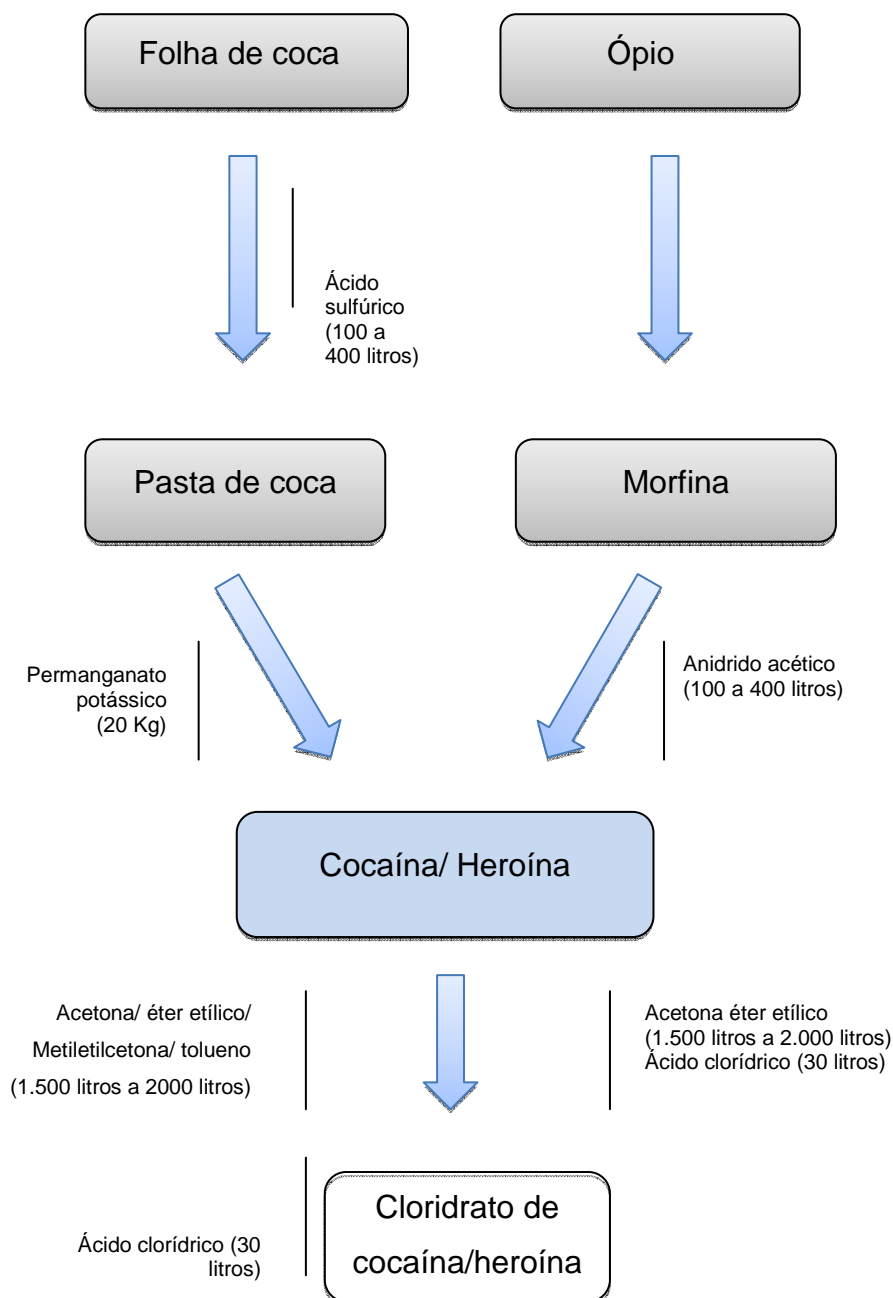 Folha de coca
Ópio
Ácido
sulfúrico
(100 a
400 litros)
Pasta de coca
Morfina
Permanganato
potássico
(20 Kg)
Anidrido acético
(100 a 400 litros)
Cocaína/ Heroína
Acetona/ éter etílico/
Metiletilcetona/ tolueno
(1.500 litros a 2000 litros)
Acetona éter etílico
(1.500 litros a 2.000 litros)
Ácido clorídrico (30 litros)
Ácido clorídrico (30
litros)
Cloridrato de
cocaína/heroína